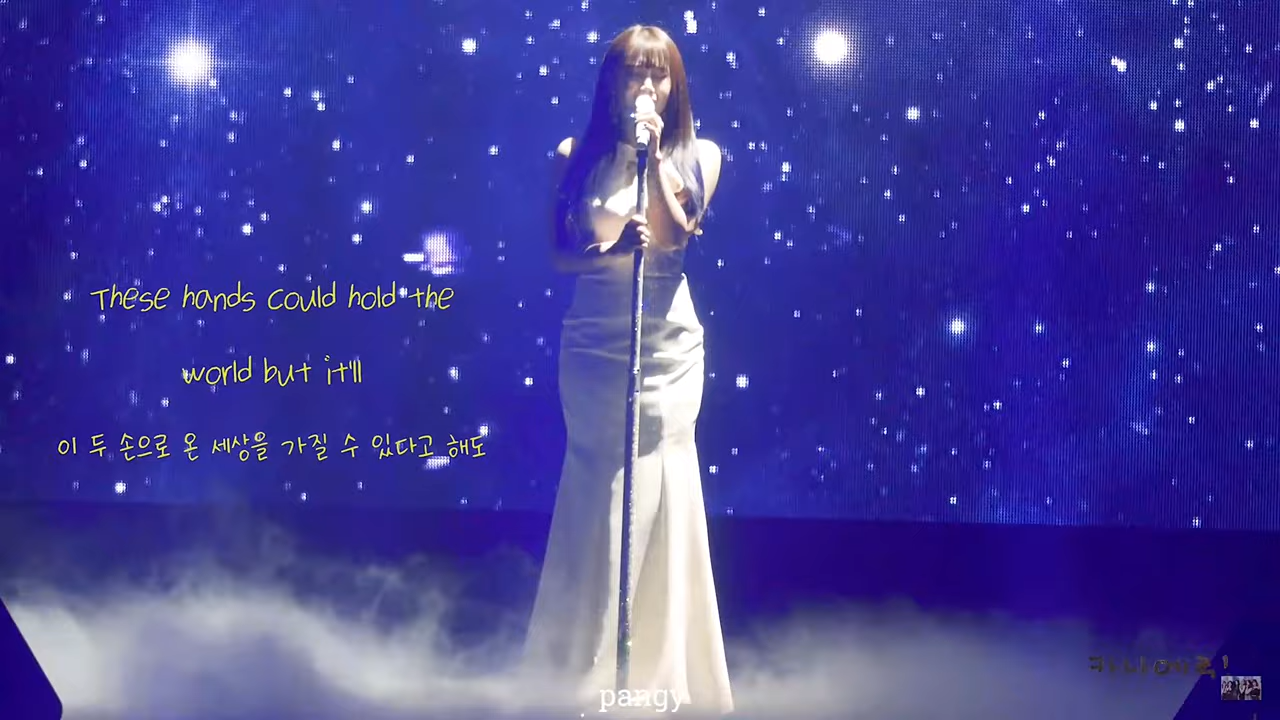 These hands could hold the
world but it'll
이 두 손으로 온 세상을 가질 수 있다고 해도
pangy